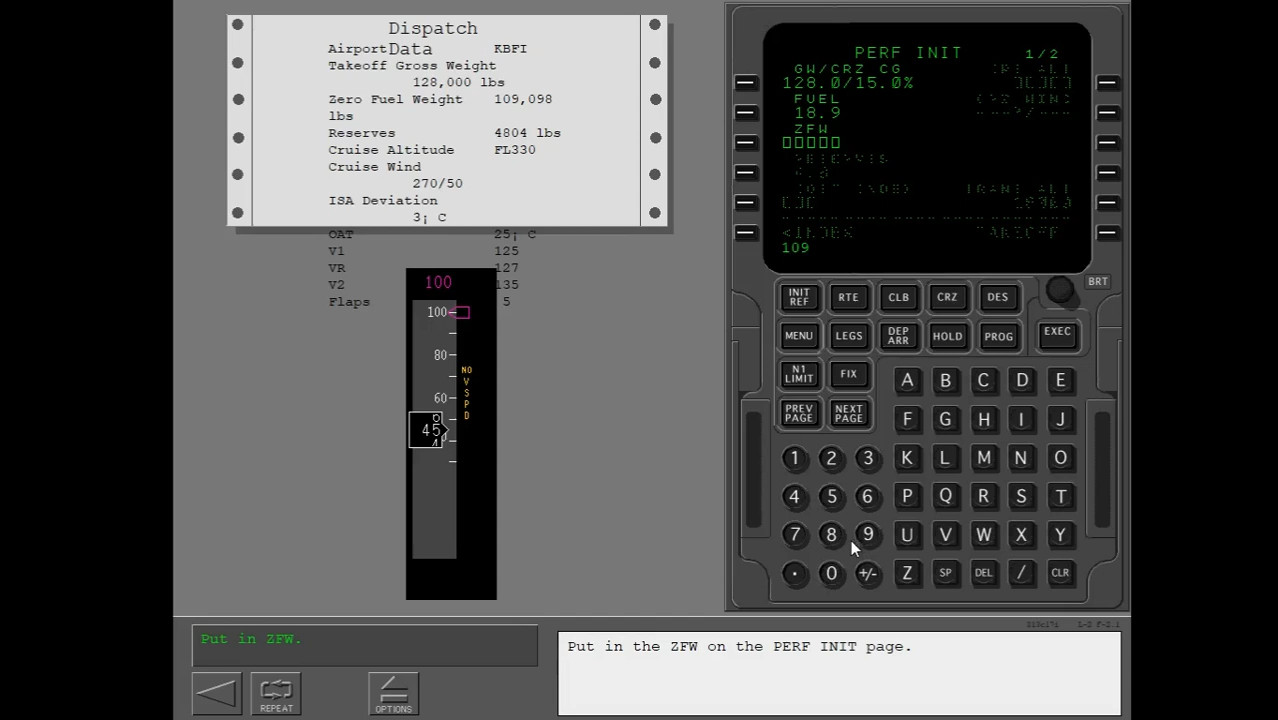 Dispatch
Data
Airport KBFI
Takeoff Gross Weight
128,000 lbs
Zero Fuel Weight 109,098
lbs
Reserves 4804 lbs
Cruise Altitude FL330
Cruise Wind
270/50
ISA Deviation
3¡ C
OAT 25¡ C
V1 125
VR 127
V2 135
Flaps 5
100
100
80
60
45
NO
V
S
P
D
PERF INIT 1/2
GW/CRZ CG
128.0/15.0%
FUEL
18.9
ZFW
<INDEX
109
BRT
INIT REF
RTE
CLB
CRZ
DES
MENU
LEGS
DEP ARR
HOLD
PROG
EXEC
N1 LIMIT
FIX
PREV PAGE
NEXT PAGE
A B C D E
F G H I J
K L M N O
P Q R S T
U V W X Y
Z SP DEL / CLR
1 2 3
4 5 6
7 8 9
. 0 +/-
Put in ZFW.
REPEAT
OPTIONS
Put in the ZFW on the PERF INIT page.